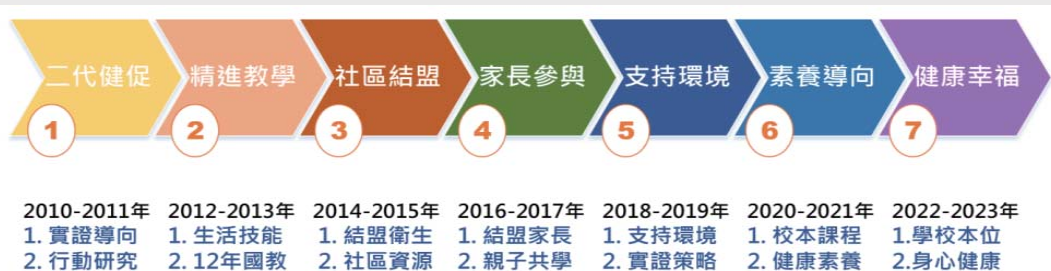 二代健促 精進教學 社區結盟 家長參與 支持環境 素養導向 健康幸福
1 2 3 4 5 6 7
2010-2011年 2012-2013年 2014-2015年 2016-2017年 2018-2019年 2020-2021年 2022-2023年
1. 實證導向 1. 生活技能 1. 結盟衛生 1. 結盟家長 1. 支持環境 1. 校本課程 1.學校本位
2. 行動研究 2. 12年國教 2. 社區資源 2. 親子共學 2. 實證策略 2. 健康素養 2.身心健康